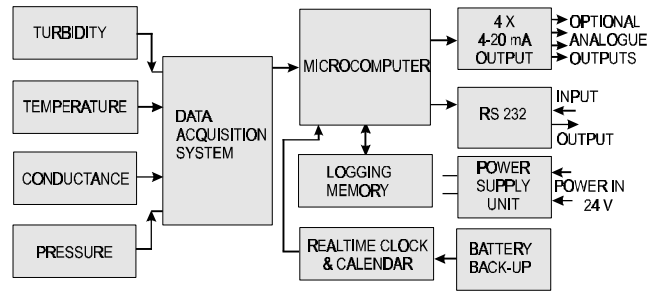 TURBIDITY
TEMPERATURE
CONDUCTANCE
PRESSURE
DATA
ACQUISITION
SYSTEM
MICROCOMPUTER
LOGGING
MEMORY
REALTIME CLOCK
& CALENDAR
4 X
4-20 mA
OUTPUT
OPTIONAL
ANALOGUE
OUTPUTS
RS 232
INPUT
OUTPUT
POWER
SUPPLY
UNIT
POWER IN
24 V
BATTERY
BACK-UP